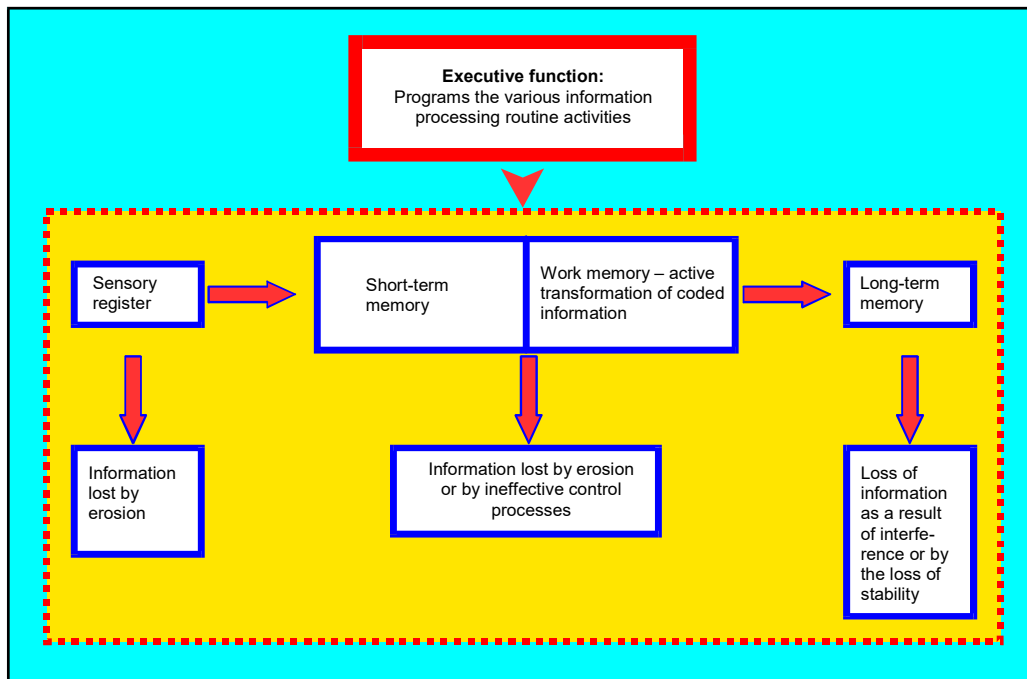 Executive function:
Programs the various information
processing routine activities
Sensory
register
Short-term
memory
Work memory – active
transformation of coded
information
Long-term
memory
Information
lost by
erosion
Information lost by erosion
or by ineffective control
processes
Loss of
information
as a result
of interfe-
rence or by
the loss of
stability